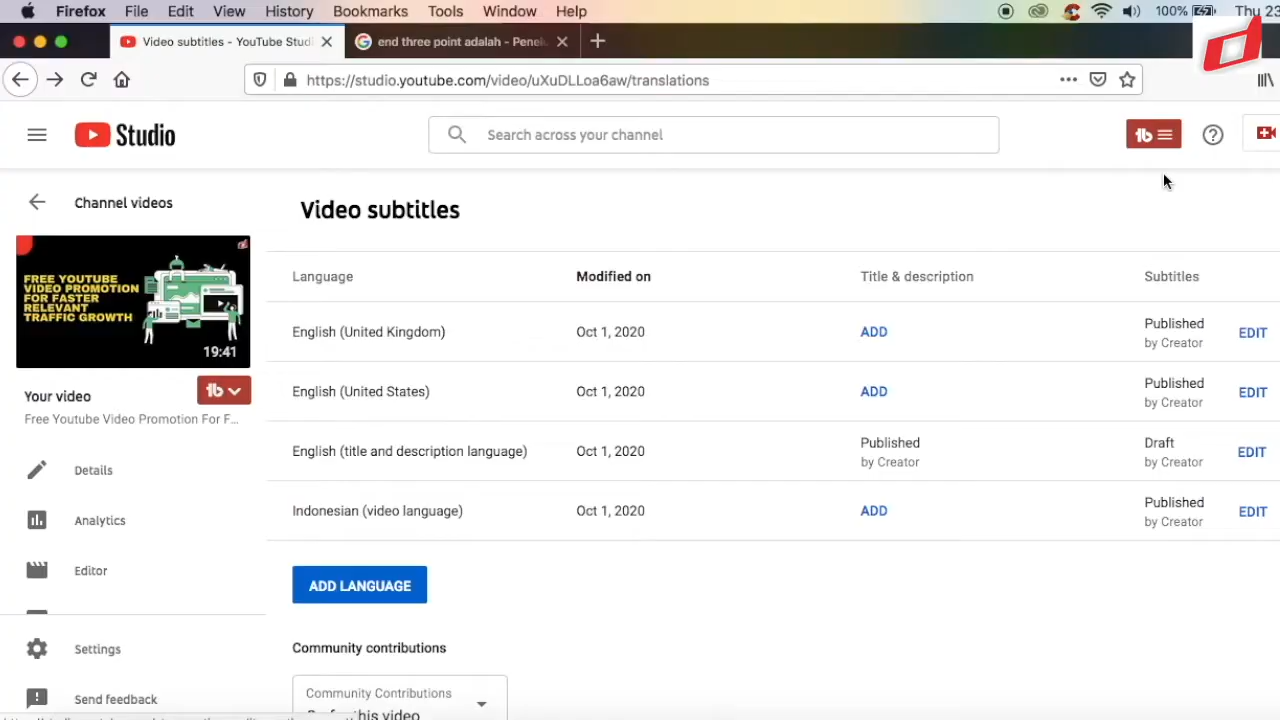 Firefox File Edit View History Bookmarks Tools Window Help 100% Thu 23
Video subtitles - YouTube Studi
end three point adalah - Penel
https://studio.youtube.com/video/uXuDLLoa6aw/translations
Studio
Search across your channel
Channel videos
FREE YOUTUBE
VIDEO PROMOTION
FOR FASTER
RELEVANT
TRAFFIC GROWTH
19:41
Your video
Free Youtube Video Promotion For F...
Details
Analytics
Editor
Settings
Send feedback
Video subtitles
Language Modified on Title & description Subtitles
English (United Kingdom) Oct 1, 2020 ADD Published
by Creator EDIT
English (United States) Oct 1, 2020 ADD Published
by Creator EDIT
English (title and description language) Oct 1, 2020 Published
by Creator Draft
by Creator EDIT
Indonesian (video language) Oct 1, 2020 ADD Published
by Creator EDIT
ADD LANGUAGE
Community contributions
Community Contributions
this video